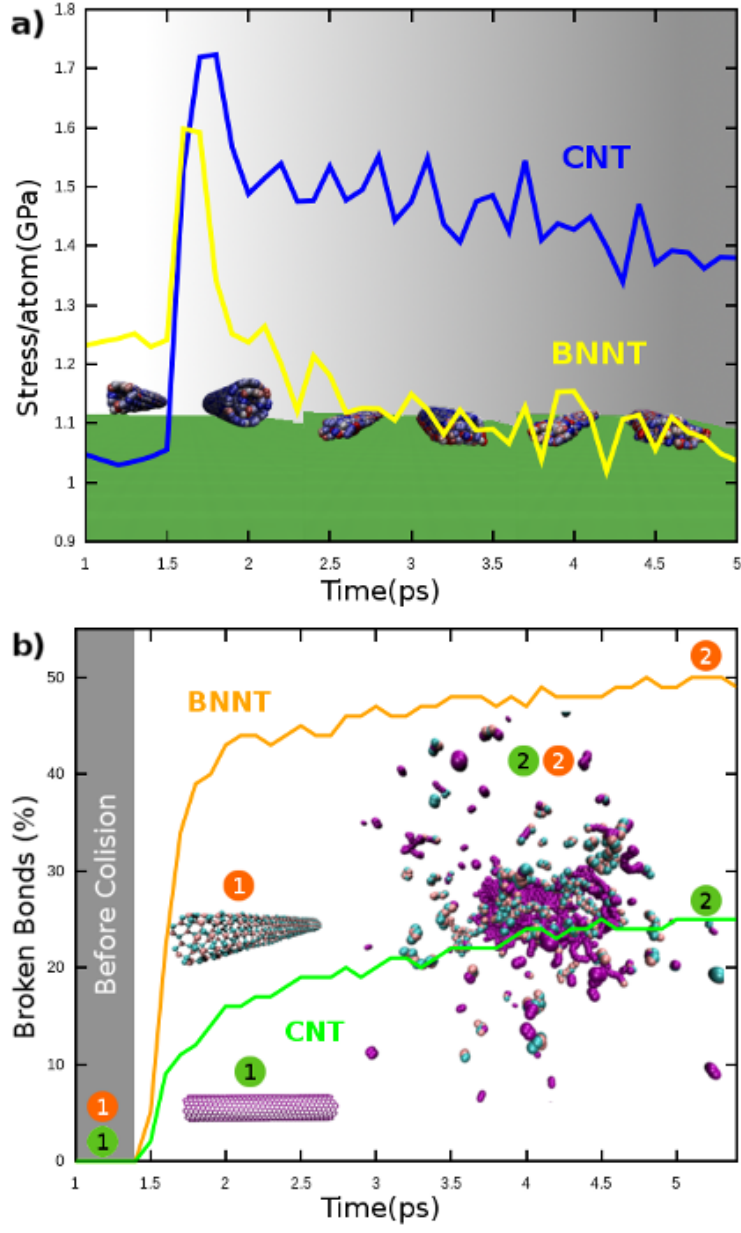 a)
1.8
1.7
1.6
1.5
1.4
1.3
1.2
1.1
1
0.9
Stress/atom(GPa)
CNT
BNNT
1 1.5 2 2.5 3 3.5 4 4.5 5
Time(ps)
b)
50
40
30
20
10
0
Broken Bonds (%)
Before Colision
BNNT
2
2 2
1
2
CNT
1
1
1
1 1.5 2 2.5 3 3.5 4 4.5 5
Time(ps)